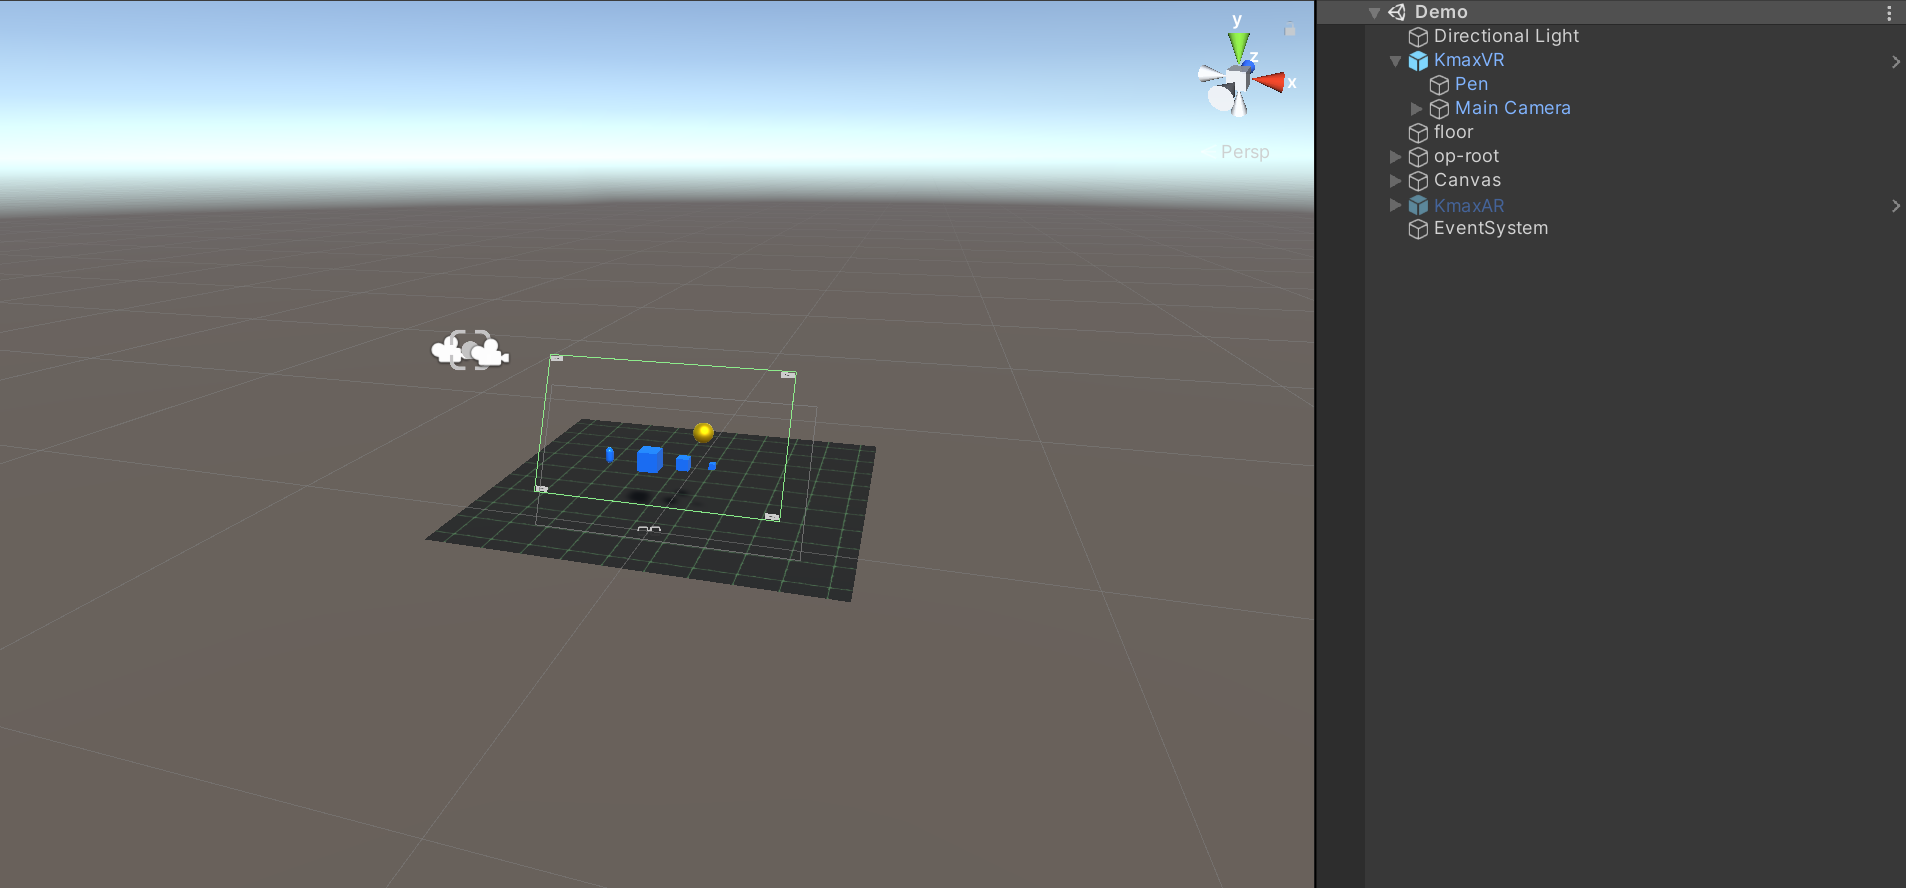 y
z
x
Persp
Demo
Directional Light
KmaxVR
Pen
Main Camera
floor
op-root
Canvas
KmaxAR
EventSystem